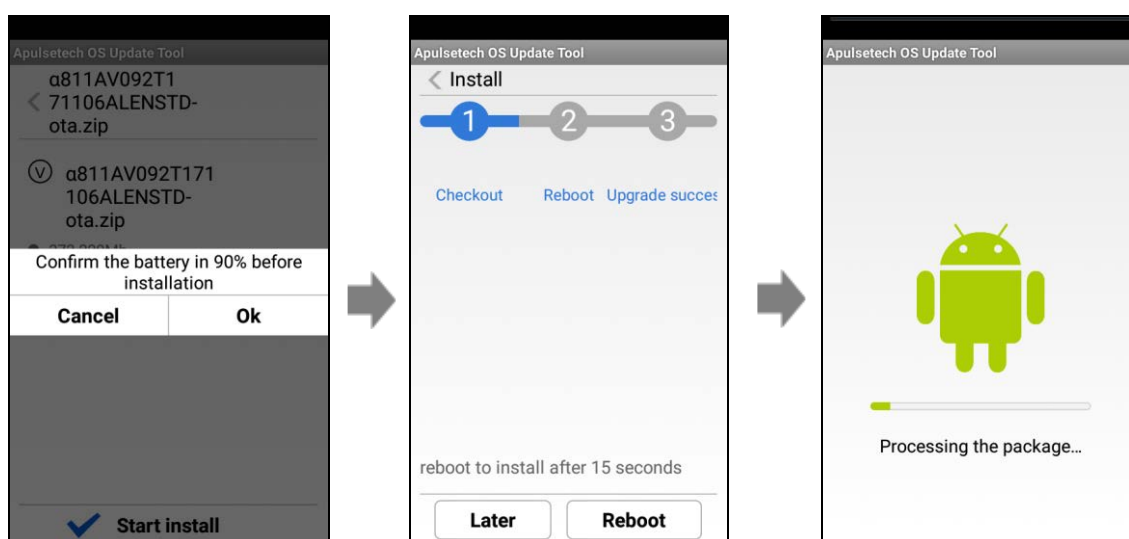 Apulsetech OS Update Tool
α811AV092T1
71106ALENSTD-
ota.zip
α811AV092T171
106ALENSTD-
ota.zip
Confirm the battery in 90% before
installation
Cancel Ok
Start install
Apulsetech OS Update Tool
Install
1 2 3
Checkout Reboot Upgrade succes
reboot to install after 15 seconds
Later Reboot
Apulsetech OS Update Tool
Processing the package...